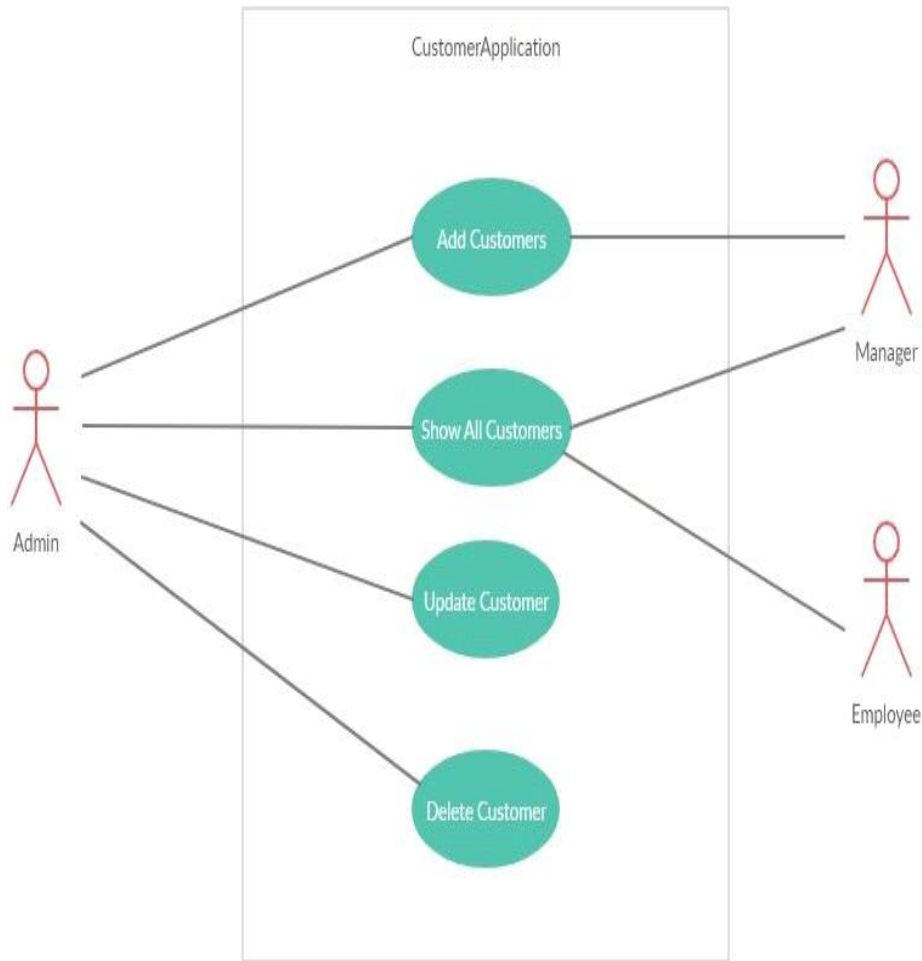 CustomerApplication
Add Customers
Manager
Show All Customers
Admin
Update Customer
Employee
Delete Customer